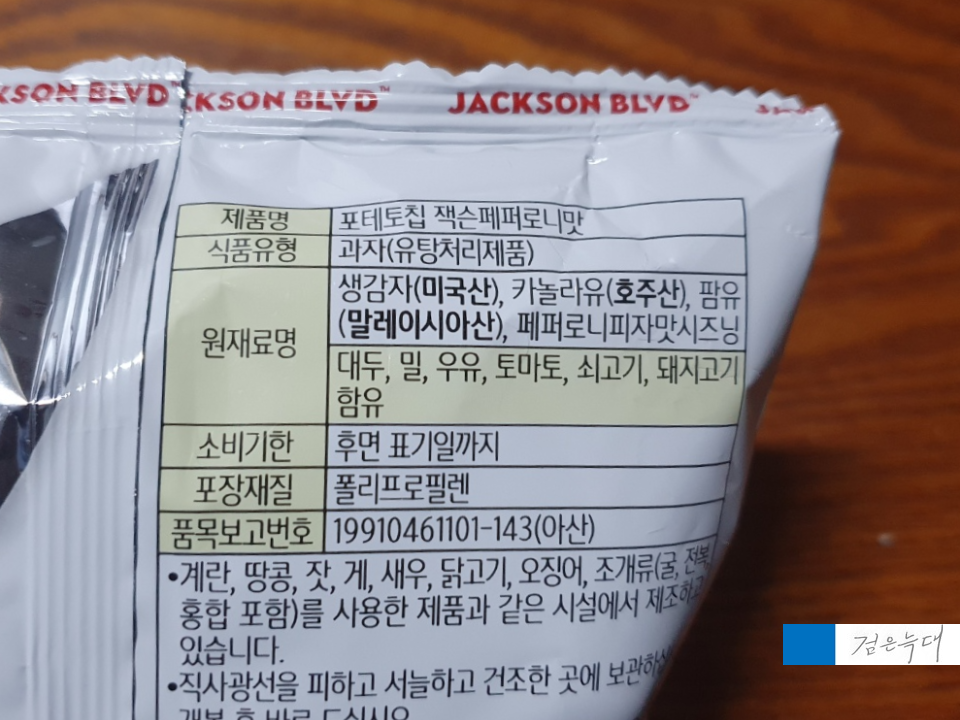 JACKSON BLVD™
제품명 포테토칩 잭슨페퍼로니맛
식품유형 과자(유탕처리제품)
원재료명 생감자(미국산), 카놀라유(호주산), 팜유
(말레이시아산), 페퍼로니피자맛시즈닝
대두, 밀, 우유, 토마토, 쇠고기, 돼지고기
함유
소비기한 후면 표기일까지
포장재질 폴리프로필렌
품목보고번호 19910461101-143(아산)
•계란, 땅콩, 잣, 게, 새우, 닭고기, 오징어, 조개류(굴, 전복,
홍합 포함)를 사용한 제품과 같은 시설에서 제조하고
있습니다.
•직사광선을 피하고 서늘하고 건조한 곳에
검은늑대